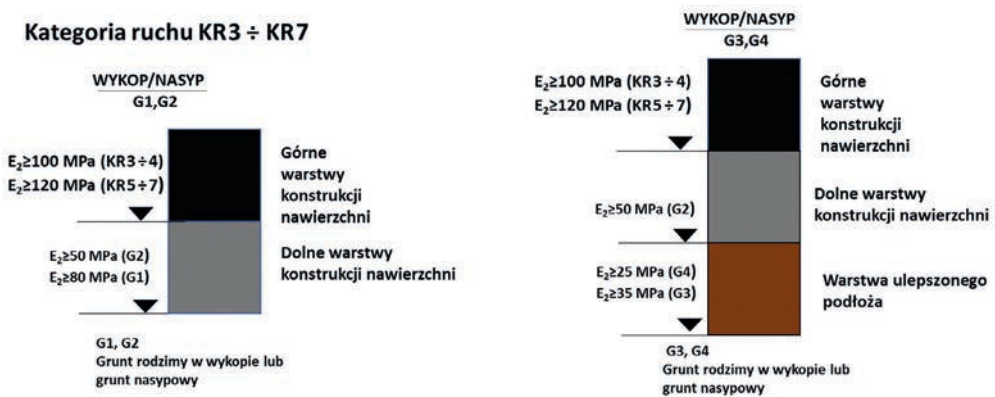 Kategoria ruchu KR3 ÷ KR7
WYKOP/NASYP
G1,G2
E₂≥100 MPa (KR3÷4)
E₂≥120 MPa (KR5÷7)
Górne
warstwy
konstrukcji
nawierzchni
E₂≥50 MPa (G2)
E₂≥80 MPa (G1)
Dolne warstwy
konstrukcji nawierzchni
G1, G2
Grunt rodzimy w wykopie lub
grunt nasypowy
WYKOP/NASYP
G3,G4
E₂≥100 MPa (KR3÷4)
E₂≥120 MPa (KR5÷7)
Górne
warstwy
konstrukcji
nawierzchni
E₂≥50 MPa (G2)
Dolne warstwy
konstrukcji nawierzchni
E₂≥25 MPa (G4)
E₂≥35 MPa (G3)
Warstwa ulepszonego
podłoża
G3, G4
Grunt rodzimy w wykopie lub
grunt nasypowy